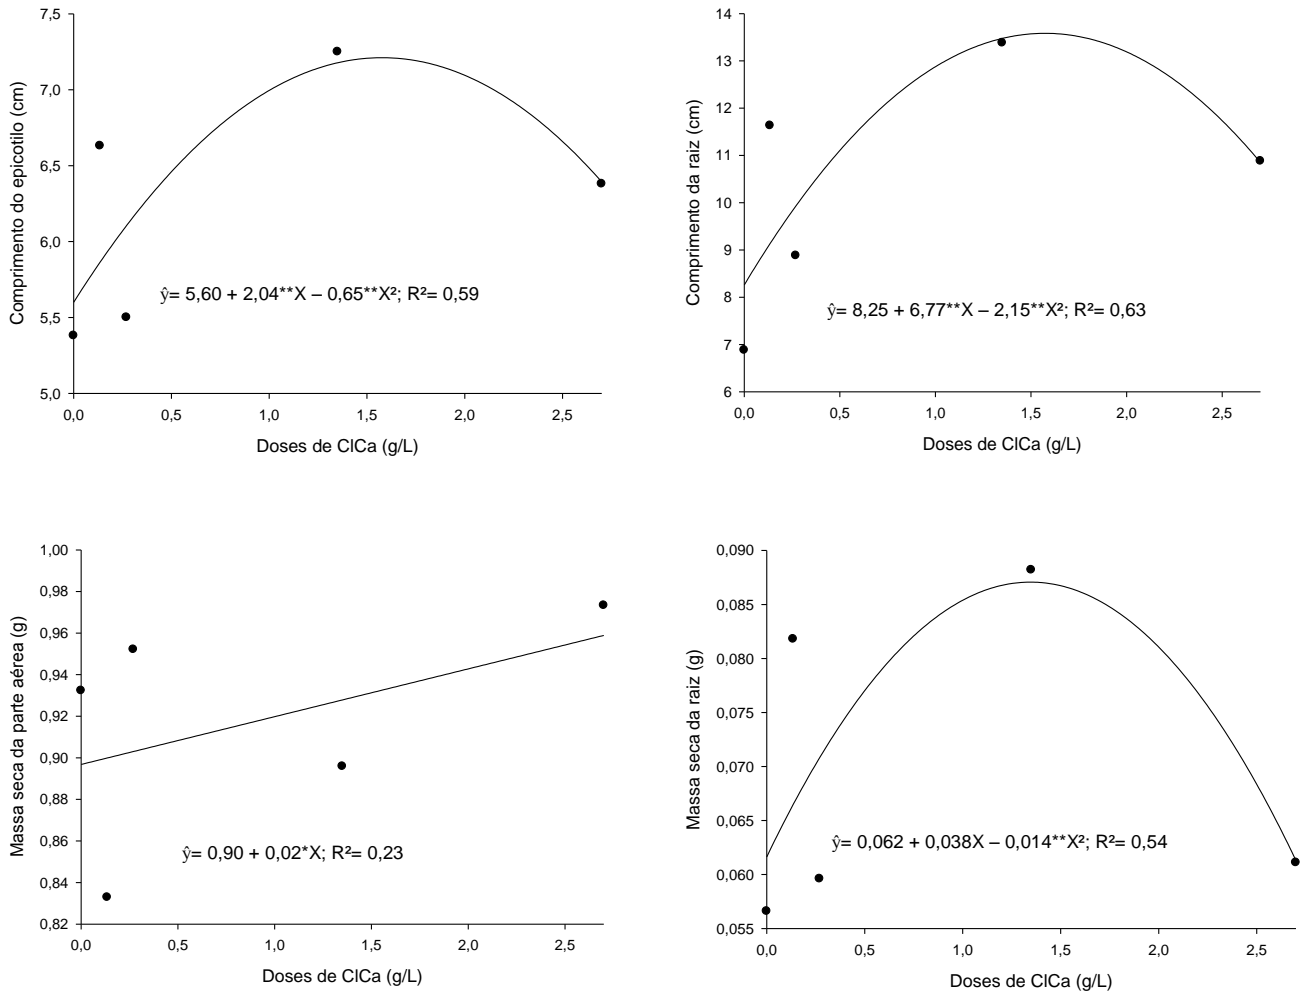 Comprimento do epicotilo (cm)
7,5
7,0
6,5
6,0
5,5
5,0
ŷ= 5,60 + 2,04**X – 0,65**X²; R²= 0,59
0,0 0,5 1,0 1,5 2,0 2,5
Doses de ClCa (g/L)
Comprimento da raiz (cm)
14
13
12
11
10
9
8
7
6
ŷ= 8,25 + 6,77**X – 2,15**X²; R²= 0,63
0,0 0,5 1,0 1,5 2,0 2,5
Doses de ClCa (g/L)
Massa seca da parte aérea (g)
1,00
0,98
0,96
0,94
0,92
0,90
0,88
0,86
0,84
0,82
ŷ= 0,90 + 0,02*X; R²= 0,23
0,0 0,5 1,0 1,5 2,0 2,5
Doses de ClCa (g/L)
Massa seca da raiz (g)
0,090
0,085
0,080
0,075
0,070
0,065
0,060
0,055
ŷ= 0,062 + 0,038X – 0,014**X²; R²= 0,54
0,0 0,5 1,0 1,5 2,0 2,5
Doses de ClCa (g/L)